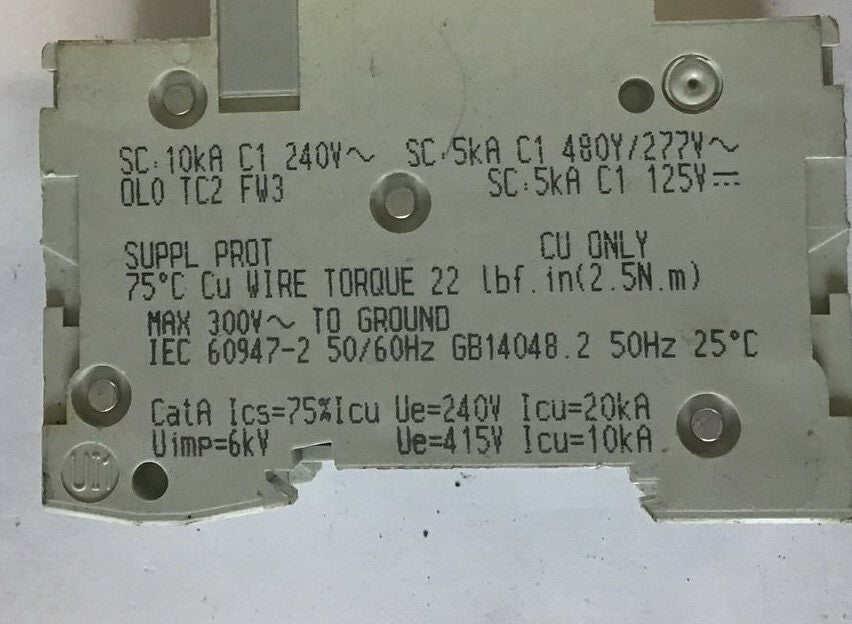 SC:10kA C1 240V~ SC:5kA C1 480Y/277V~
OL0 TC2 FW3 SC:5kA C1 125V⎓
SUPPL PROT CU ONLY
75°C Cu WIRE TORQUE 22 lbf.in(2.5N.m)
MAX 300V~ TO GROUND
IEC 60947-2 50/60Hz GB14048.2 50Hz 25°C
CatA Ics=75%Icu Ue=240V Icu=20kA
Uimp=6kV Ue=415V Icu=10kA